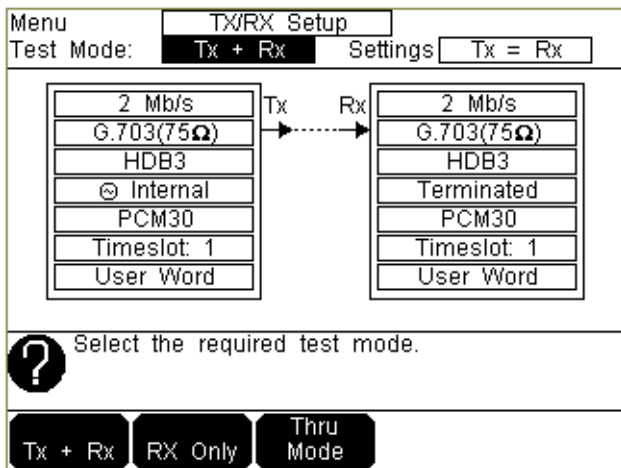 Menu TX/RX Setup
Test Mode: Tx + Rx Settings Tx = Rx
2 Mb/s Tx Rx 2 Mb/s
G.703(75Ω) G.703(75Ω)
HDB3 HDB3
Internal Terminated
PCM30 PCM30
Timeslot: 1 Timeslot: 1
User Word User Word
? Select the required test mode.
Tx + Rx RX Only Thru Mode